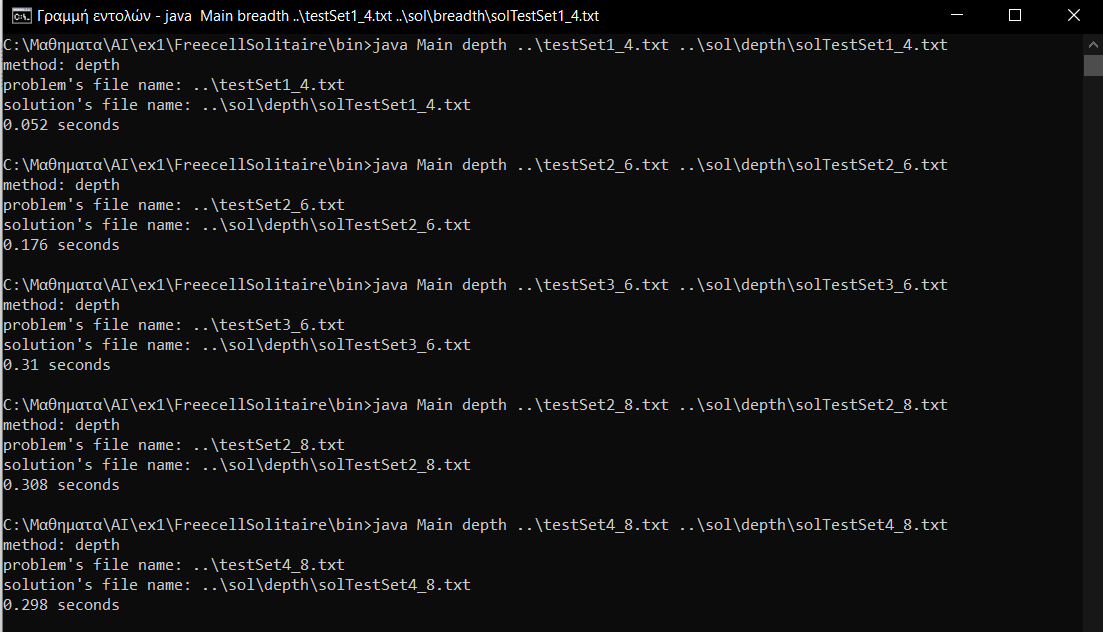 Γραμμή εντολών - java  Main breadth ..\testSet1_4.txt ..\sol\breadth\solTestSet1_4.txt
C:\Μαθηματα\AI\ex1\FreecellSolitaire\bin>java Main depth ..\testSet1_4.txt ..\sol\depth\solTestSet1_4.txt
method: depth
problem's file name: ..\testSet1_4.txt
solution's file name: ..\sol\depth\solTestSet1_4.txt
0.052 seconds
C:\Μαθηματα\AI\ex1\FreecellSolitaire\bin>java Main depth ..\testSet2_6.txt ..\sol\depth\solTestSet2_6.txt
method: depth
problem's file name: ..\testSet2_6.txt
solution's file name: ..\sol\depth\solTestSet2_6.txt
0.176 seconds
C:\Μαθηματα\AI\ex1\FreecellSolitaire\bin>java Main depth ..\testSet3_6.txt ..\sol\depth\solTestSet3_6.txt
method: depth
problem's file name: ..\testSet3_6.txt
solution's file name: ..\sol\depth\solTestSet3_6.txt
0.31 seconds
C:\Μαθηματα\AI\ex1\FreecellSolitaire\bin>java Main depth ..\testSet2_8.txt ..\sol\depth\solTestSet2_8.txt
method: depth
problem's file name: ..\testSet2_8.txt
solution's file name: ..\sol\depth\solTestSet2_8.txt
0.308 seconds
C:\Μαθηματα\AI\ex1\FreecellSolitaire\bin>java Main depth ..\testSet4_8.txt ..\sol\depth\solTestSet4_8.txt
method: depth
problem's file name: ..\testSet4_8.txt
solution's file name: ..\sol\depth\solTestSet4_8.txt
0.298 seconds